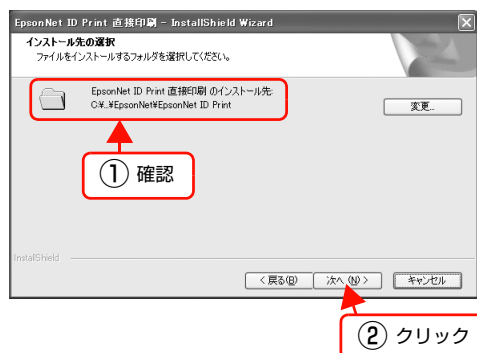 EpsonNet ID Print 直接印刷 - InstallShield Wizard
インストール先の選択
ファイルをインストールするフォルダを選択してください。
EpsonNet ID Print 直接印刷 のインストール先:
C:¥..¥EpsonNet¥EpsonNet ID Print
変更...
① 確認
InstallShield
< 戻る(B)
次へ(N) >
キャンセル
② クリック